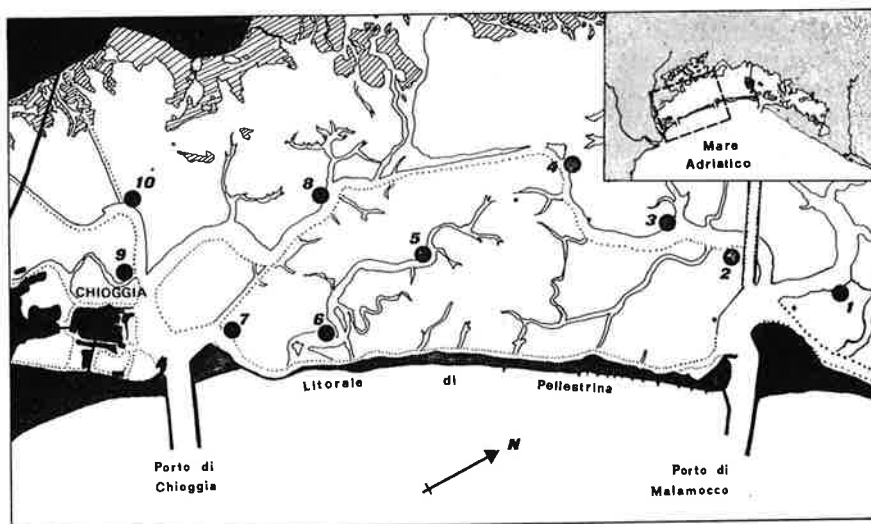 Mare
Adriatico
10
8
4
3
5
2
9
CHIOGGIA
1
7
6
Litorale di Pellestrina
N
Porto di
Chioggia
Porto di
Malamocco